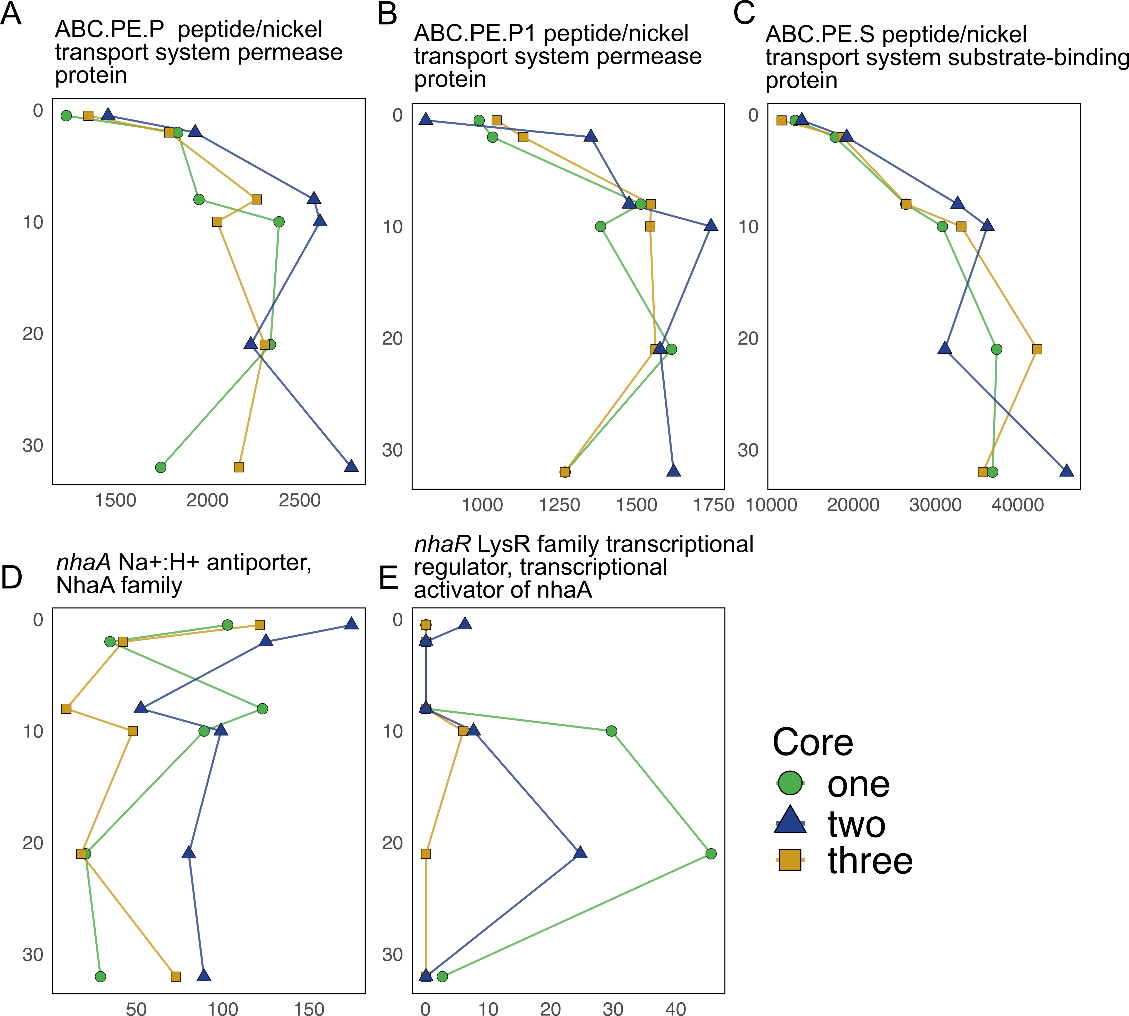 A
ABC.PE.P peptide/nickel
transport system permease
protein
0
10
20
30
1500
2000
2500
B
ABC.PE.P1 peptide/nickel
transport system permease
protein
0
10
20
30
1000
1500
1750
C
ABC.PE.S peptide/nickel
transport system substrate-binding
protein
0
10
20
30
10000
20000
30000
40000
D
nhaA Na+:H+ antiporter,
NhaA family
0
10
20
30
50
100
150
E
nhaR LysR family transcriptional
regulator, transcriptional
activator of nhaA
0
10
20
30
0
10
20
30
40
Core
one
two
three